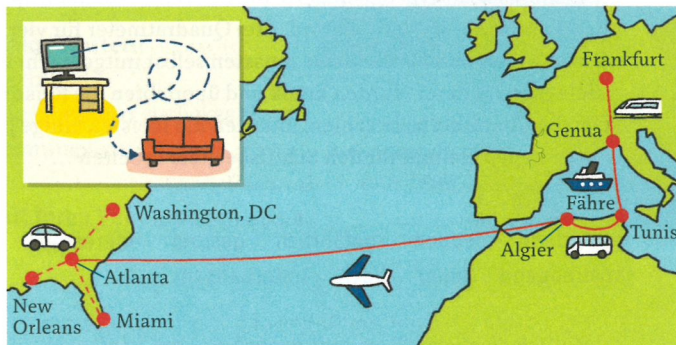 Frankfurt
Genua
Washington, DC
Fähre
Tunis
Algier
Atlanta
New
Orleans
Miami